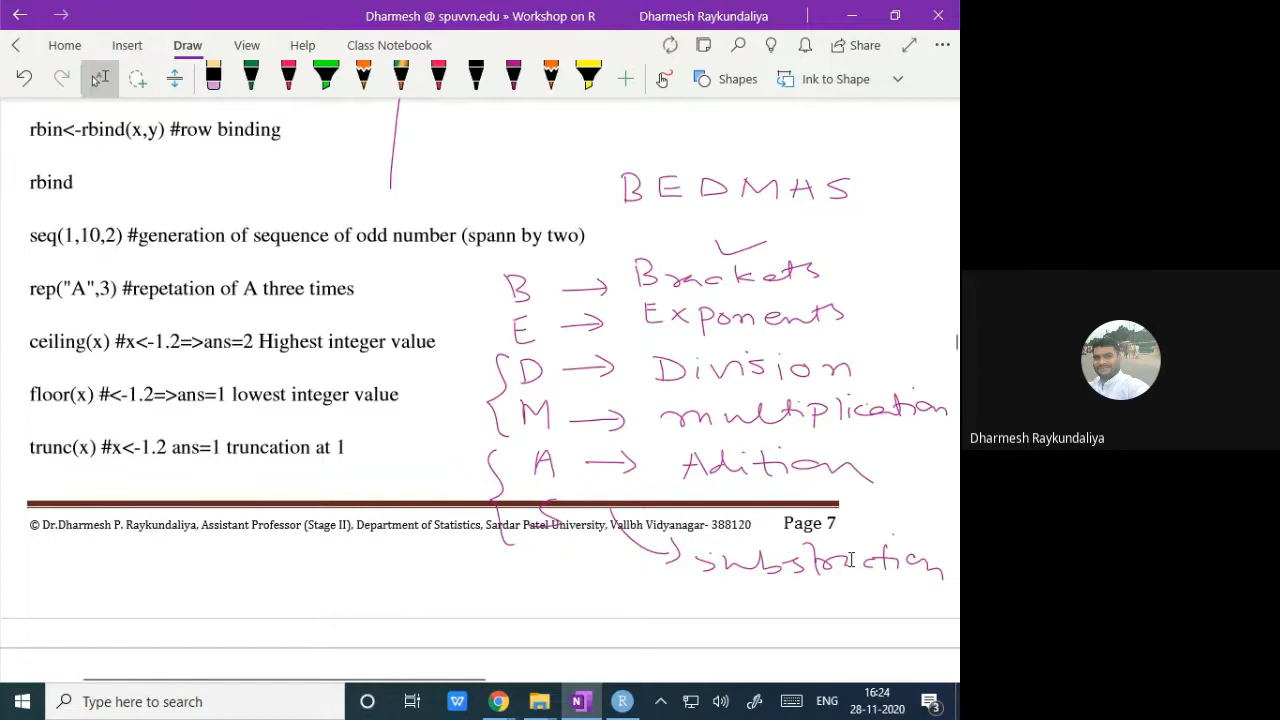 Dharmesh @ spuvvn.edu » Workshop on R
Dharmesh Raykundaliya
Home Insert Draw View Help Class Notebook Share
Shapes Ink to Shape
rbin<-rbind(x,y) #row binding
rbind
B E D M A S
seq(1,10,2) #generation of sequence of odd number (spann by two)
B → Brackets
rep("A",3) #repetation of A three times
E → Exponents
ceiling(x) #x<-1.2=>ans=2 Highest integer value
D → Division
floor(x) #<-1.2=>ans=1 lowest integer value
M → multiplication
trunc(x) #x<-1.2 ans=1 truncation at 1
A → Adition
Dharmesh Raykundaliya
© Dr.Dharmesh P. Raykundaliya, Assistant Professor (Stage II), Department of Statistics, Sardar Patel University, Vallbh Vidyanagar- 388120 Page 7
S → substraction
Type here to search
ENG
16:24
28-11-2020
3